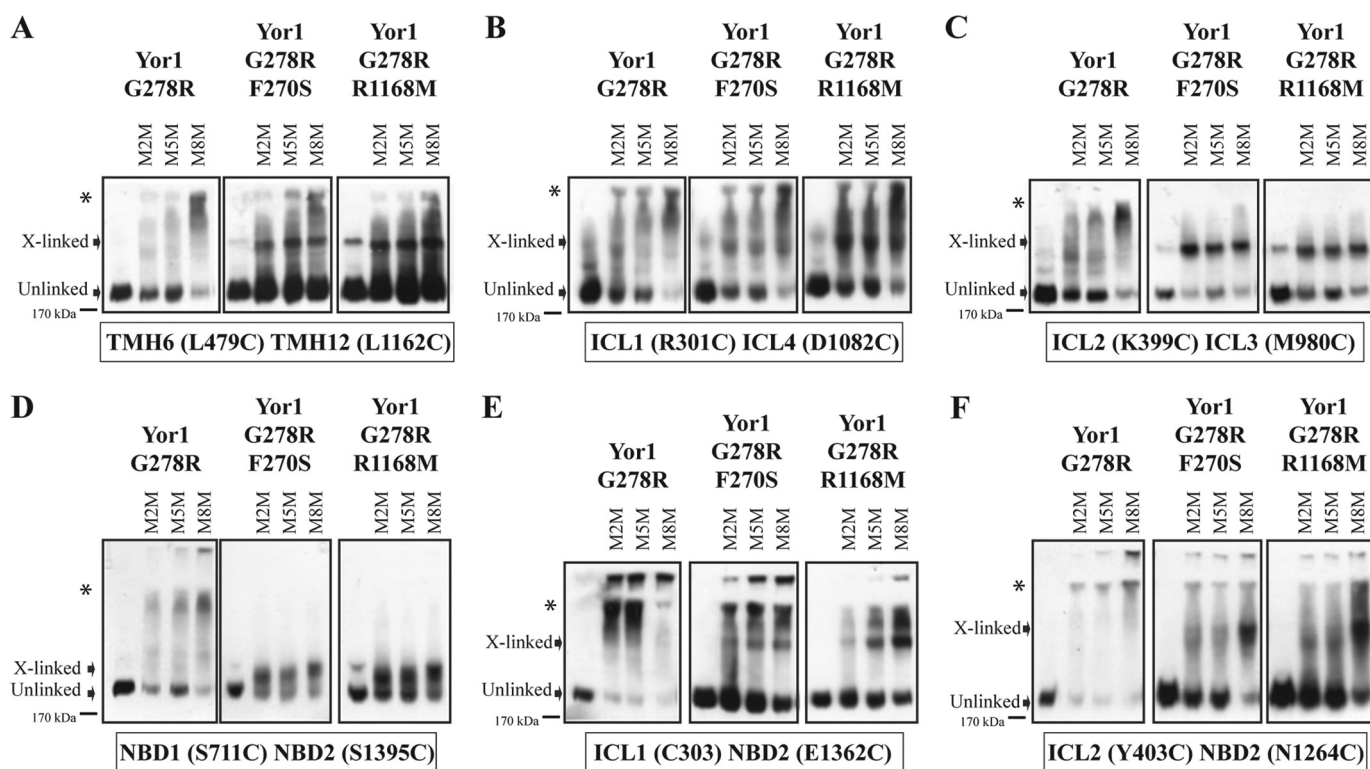 A
Yor1
G278R
Yor1
G278R
F270S
Yor1
G278R
R1168M
M2M
M5M
M8M
M2M
M5M
M8M
M2M
M5M
M8M
*
X-linked
Unlinked
170 kDa
TMH6 (L479C) TMH12 (L1162C)
B
Yor1
G278R
Yor1
G278R
F270S
Yor1
G278R
R1168M
M2M
M5M
M8M
M2M
M5M
M8M
M2M
M5M
M8M
*
X-linked
Unlinked
170 kDa
ICL1 (R301C) ICL4 (D1082C)
C
Yor1
G278R
Yor1
G278R
F270S
Yor1
G278R
R1168M
M2M
M5M
M8M
M2M
M5M
M8M
M2M
M5M
M8M
*
X-linked
Unlinked
170 kDa
ICL2 (K399C) ICL3 (M980C)
D
Yor1
G278R
Yor1
G278R
F270S
Yor1
G278R
R1168M
M2M
M5M
M8M
M2M
M5M
M8M
M2M
M5M
M8M
*
X-linked
Unlinked
170 kDa
NBD1 (S711C) NBD2 (S1395C)
E
Yor1
G278R
Yor1
G278R
F270S
Yor1
G278R
R1168M
M2M
M5M
M8M
M2M
M5M
M8M
M2M
M5M
M8M
*
X-linked
Unlinked
170 kDa
ICL1 (C303) NBD2 (E1362C)
F
Yor1
G278R
Yor1
G278R
F270S
Yor1
G278R
R1168M
M2M
M5M
M8M
M2M
M5M
M8M
M2M
M5M
M8M
*
X-linked
Unlinked
170 kDa
ICL2 (Y403C) NBD2 (N1264C)